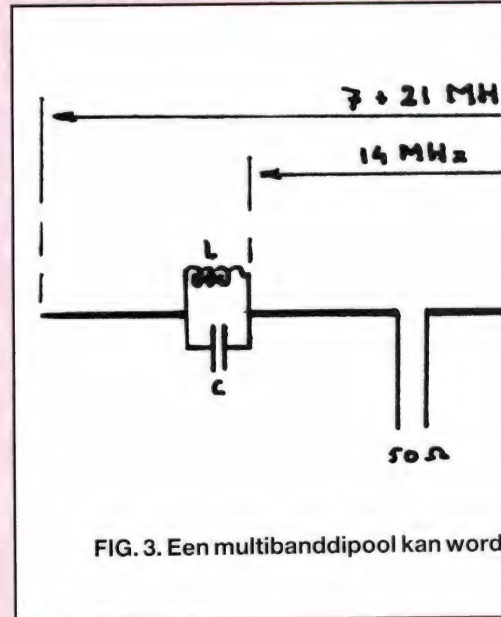 7 + 21 MH
14 MHz
L
C
50 Ω
FIG. 3. Een multibanddipool kan word